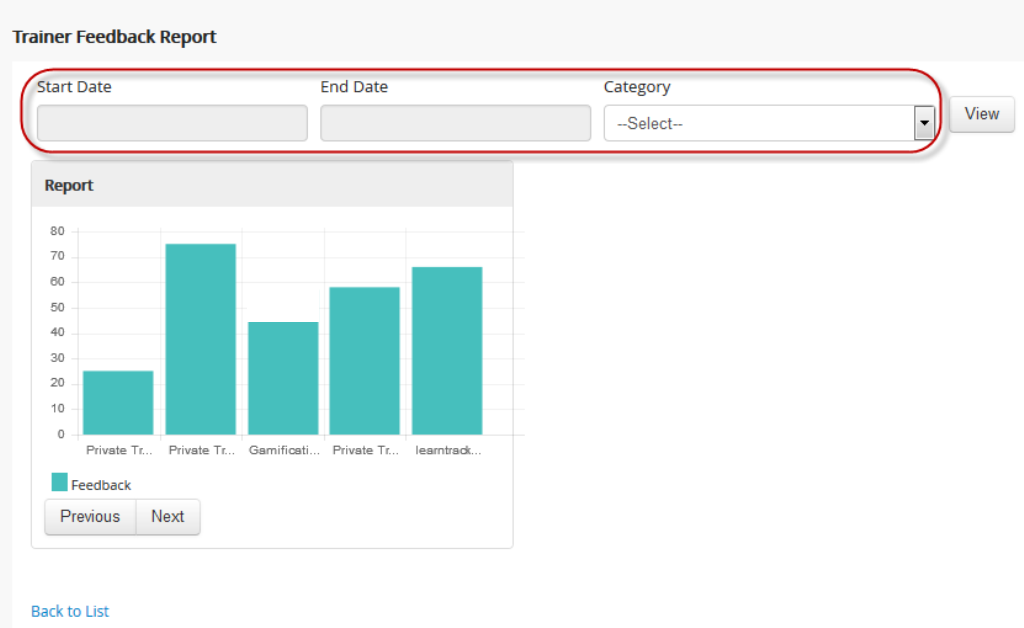 Trainer Feedback Report
Start Date End Date Category
--Select-- View
Report
80
70
60
50
40
30
20
10
0
Private Tr... Private Tr... Gamificati... Private Tr... learntrack...
Feedback
Previous Next
Back to List